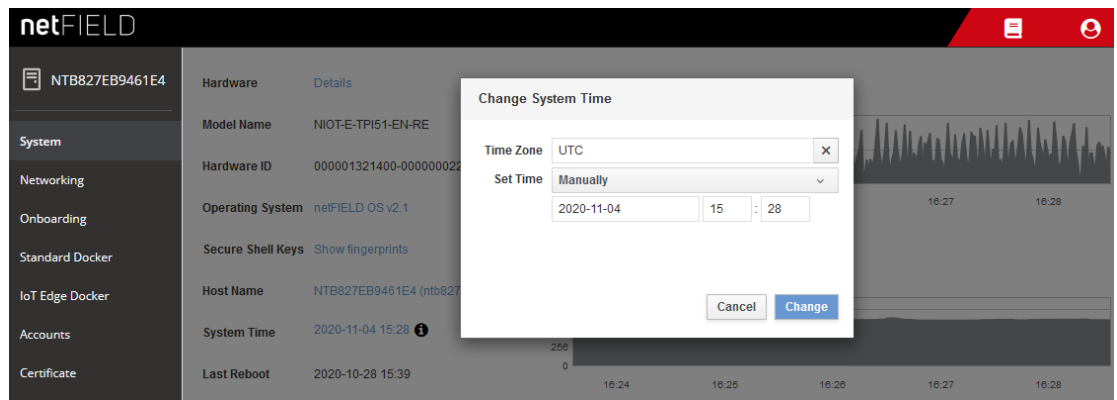 netFIELD
NTB827EB9461E4
System
Networking
Onboarding
Standard Docker
IoT Edge Docker
Accounts
Certificate
Hardware Details
Model Name NIOT-E-TPI51-EN-RE
Hardware ID 000001321400-000000022
Operating System netFIELD OS v2.1
Secure Shell Keys Show fingerprints
Host Name NTB827EB9461E4 (ntb827
System Time 2020-11-04 15:28
Last Reboot 2020-10-28 15:39
Change System Time
Time Zone UTC
Set Time Manually
2020-11-04 15 : 28
Cancel Change
16:27 16:28
256
0
16:24 16:25 16:26 16:27 16:28